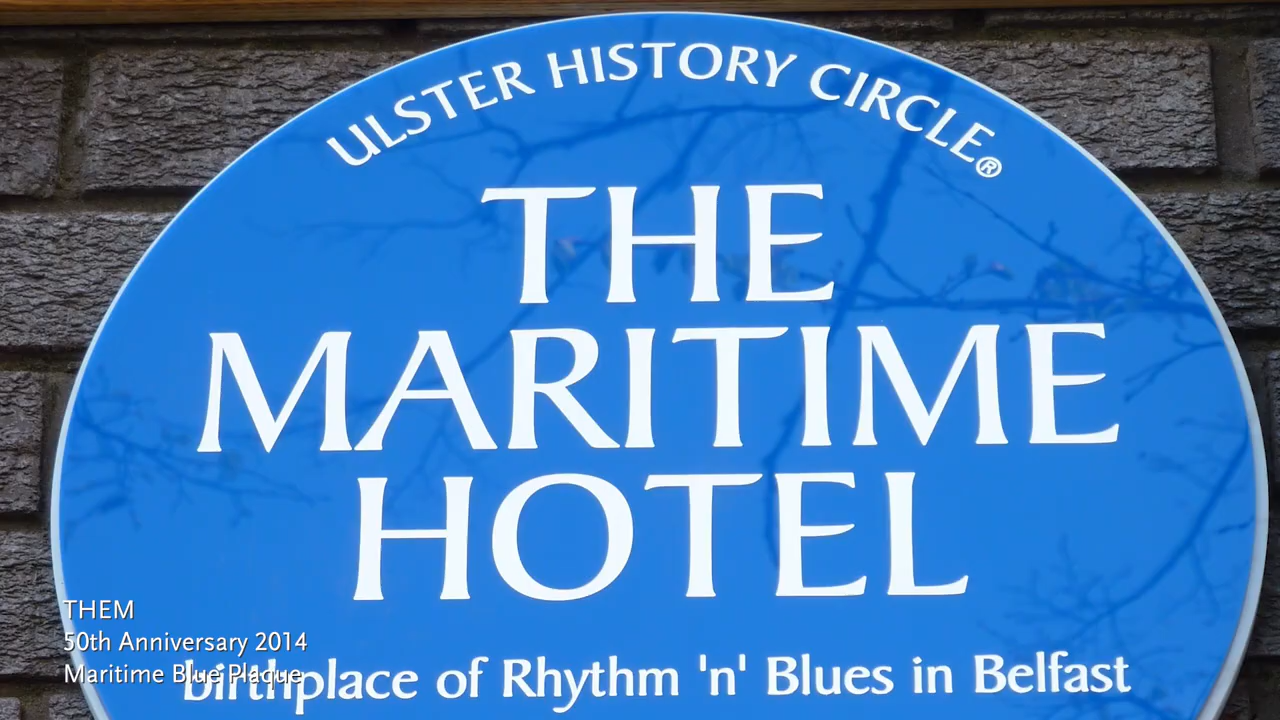 ULSTER HISTORY CIRCLE®
THE
MARITIME
HOTEL
birthplace of Rhythm 'n' Blues in Belfast
THEM
50th Anniversary 2014
Maritime Blue Plaque